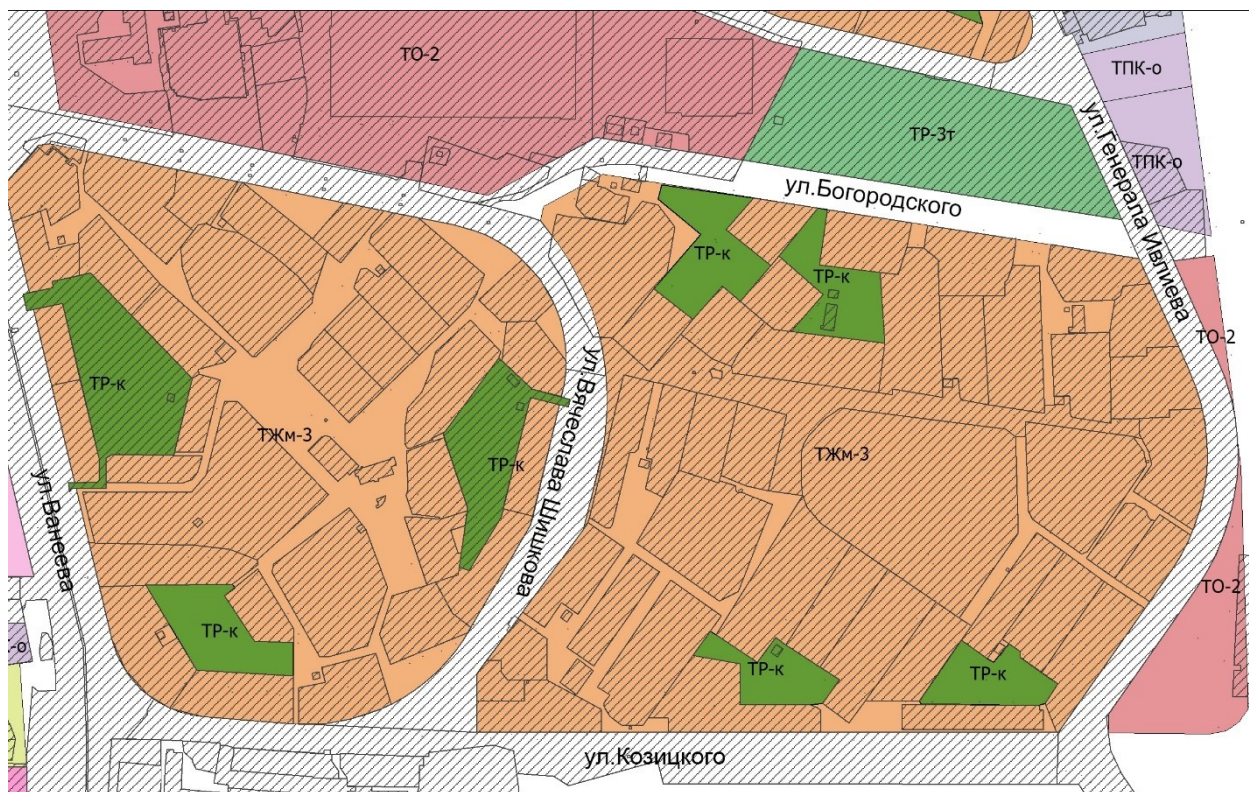 ТО-2
ТПК-о
ТР-3т
ул.Генерала Ивлиева
ТПК-о
ул.Богородского
ТР-к
ТР-к
ТО-2
ТР-к
ул.Вячеслава Шишкова
ТЖм-3
ТР-к
ТЖм-3
ул.Ванеева
ТО-2
ТР-к
-о
ТР-к
ТР-к
ул.Козицкого